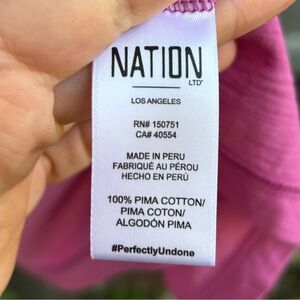 NATION
LTD
LOS ANGELES
RN# 150751
CA# 40554
MADE IN PERU
FABRIQUÉ AU PÉROU
HECHO EN PERÚ
100% PIMA COTTON/
PIMA COTON/
ALGODÓN PIMA
#PerfectlyUndone